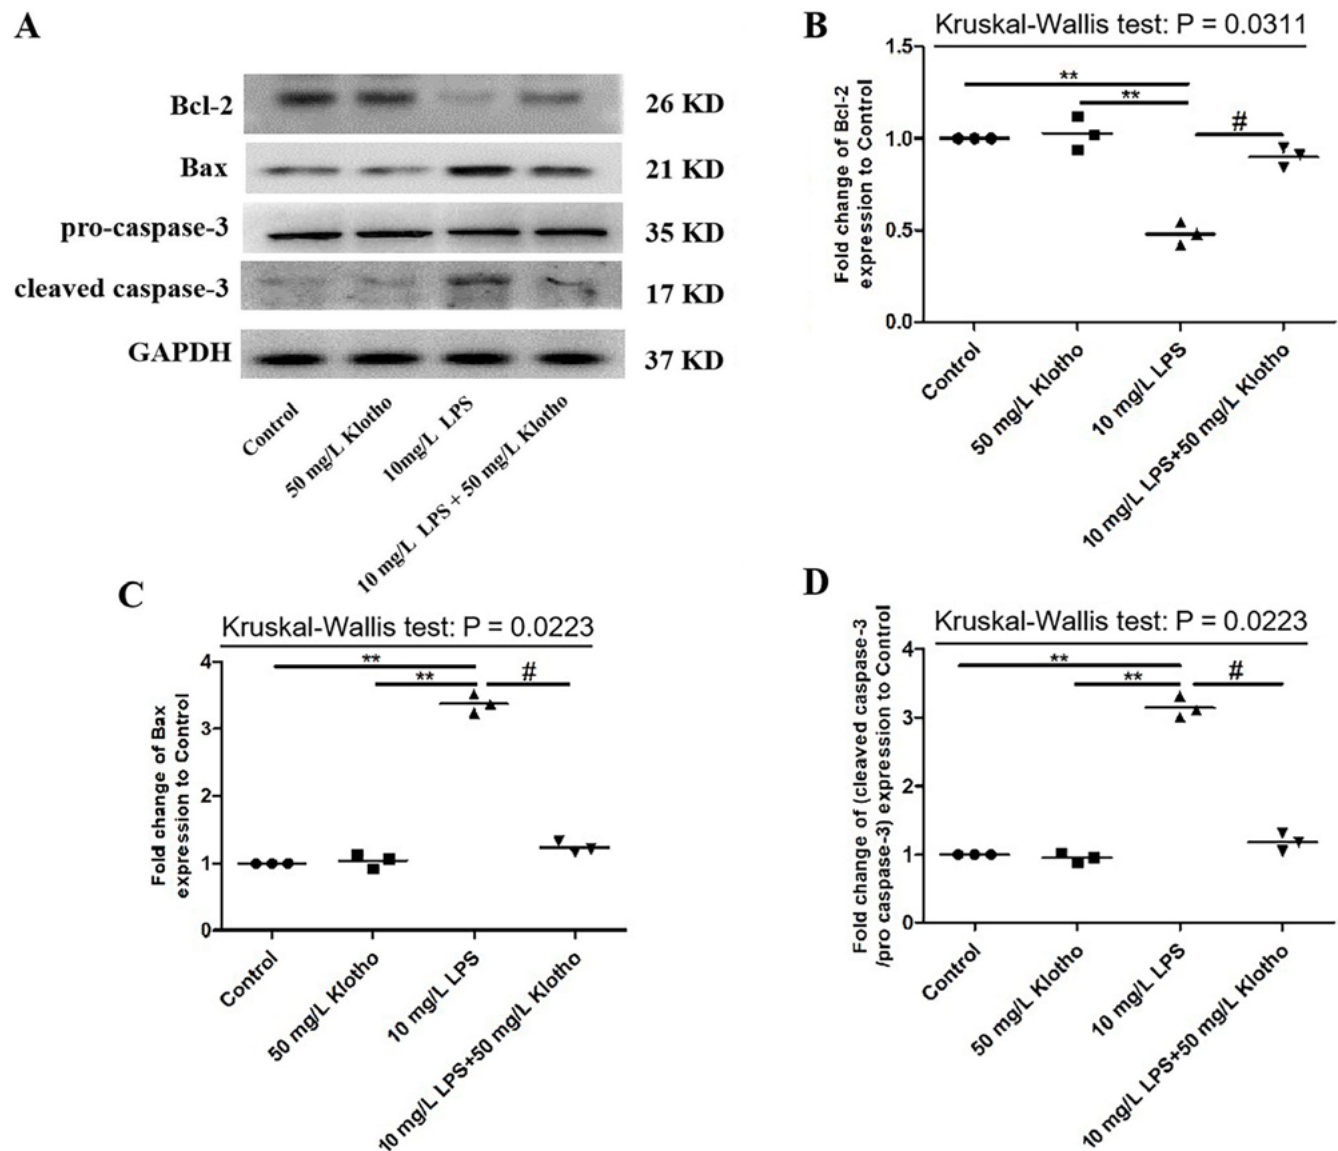 A
Bcl-2
26 KD
Bax
21 KD
pro-caspase-3
35 KD
cleaved caspase-3
17 KD
GAPDH
37 KD
Control
50 mg/L Klotho
10mg/L LPS
10 mg/L LPS + 50 mg/L Klotho
B
Kruskal-Wallis test: P = 0.0311
Fold change of Bcl-2
expression to Control
1.5
1.0
0.5
0.0
**
**
#
Control
50 mg/L Klotho
10 mg/L LPS
10 mg/L LPS+50 mg/L Klotho
C
Kruskal-Wallis test: P = 0.0223
Fold change of Bax
expression to Control
4
3
2
1
0
**
**
#
Control
50 mg/L Klotho
10 mg/L LPS
10 mg/L LPS+50 mg/L Klotho
D
Kruskal-Wallis test: P = 0.0223
Fold change of (cleaved caspase-3
/pro caspase-3) expression to Control
4
3
2
1
0
**
**
#
Control
50 mg/L Klotho
10 mg/L LPS
10 mg/L LPS+50 mg/L Klotho